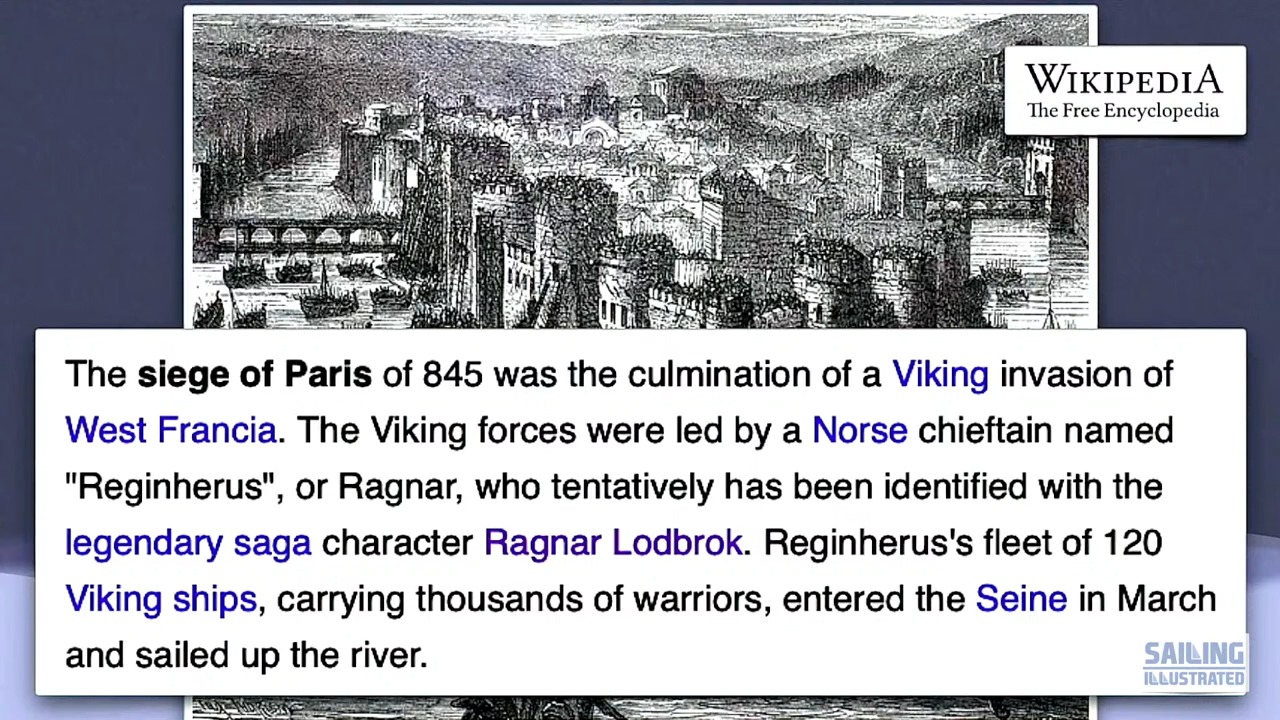 WIKIPEDIA
The Free Encyclopedia
The siege of Paris of 845 was the culmination of a Viking invasion of
West Francia. The Viking forces were led by a Norse chieftain named
"Reginherus", or Ragnar, who tentatively has been identified with the
legendary saga character Ragnar Lodbrok. Reginherus's fleet of 120
Viking ships, carrying thousands of warriors, entered the Seine in March
and sailed up the river.
SAILING
ILLUSTRATED